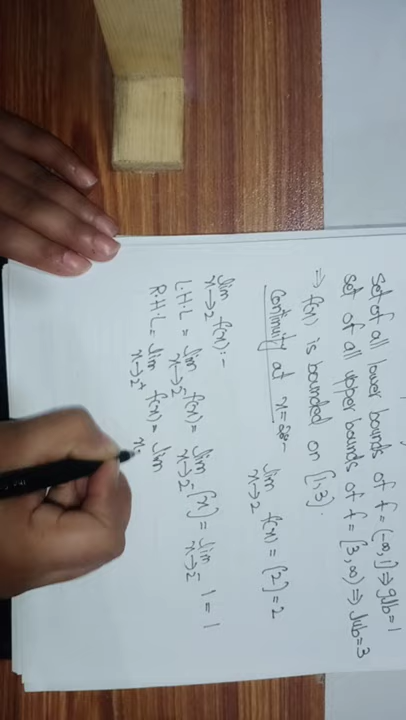 set of all lower bounds of f = (-∞, 1] ⇒ glb = 1
set of all upper bounds of f = [3, ∞) ⇒ lub = 3
⇒ f(x) is bounded on [1, 3].
Continuity at x = 2:- lim x→2 f(x) = [2] = 2
lim x→2 f(x):-
L.H.L = lim x→2⁻ f(x) = lim x→2⁻ [x] = lim x→2⁻ 1 = 1
R.H.L = lim x→2⁺ f(x) = lim x-